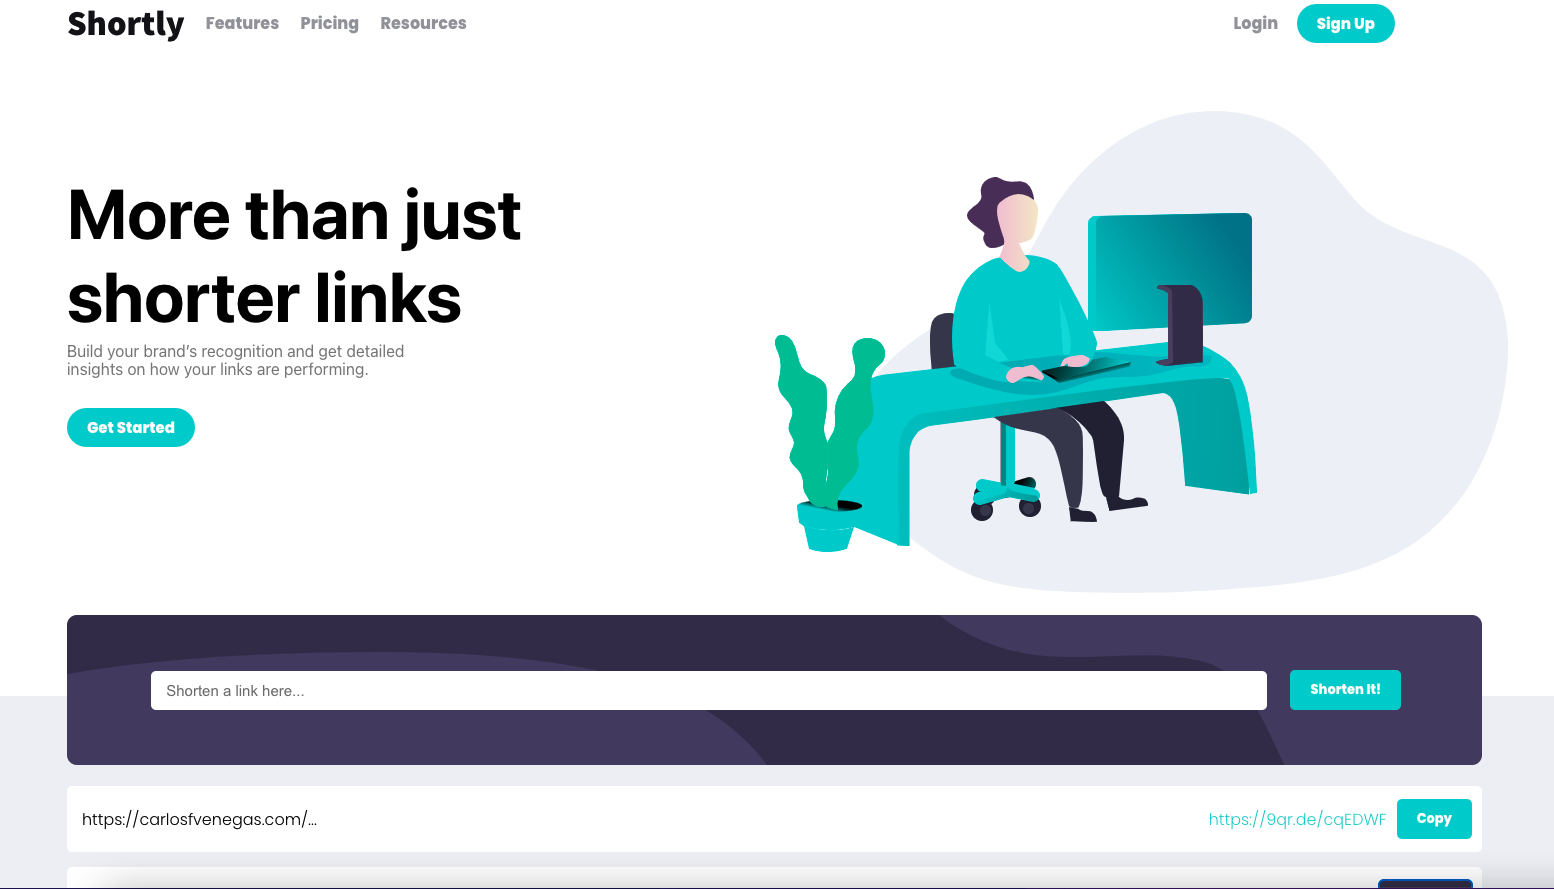 Shortly Features Pricing Resources Login Sign Up
More than just
shorter links
Build your brand’s recognition and get detailed
insights on how your links are performing.
Get Started
Shorten a link here...
Shorten It!
https://carlosfvenegas.com/...
https://9qr.de/cqEDWF
Copy